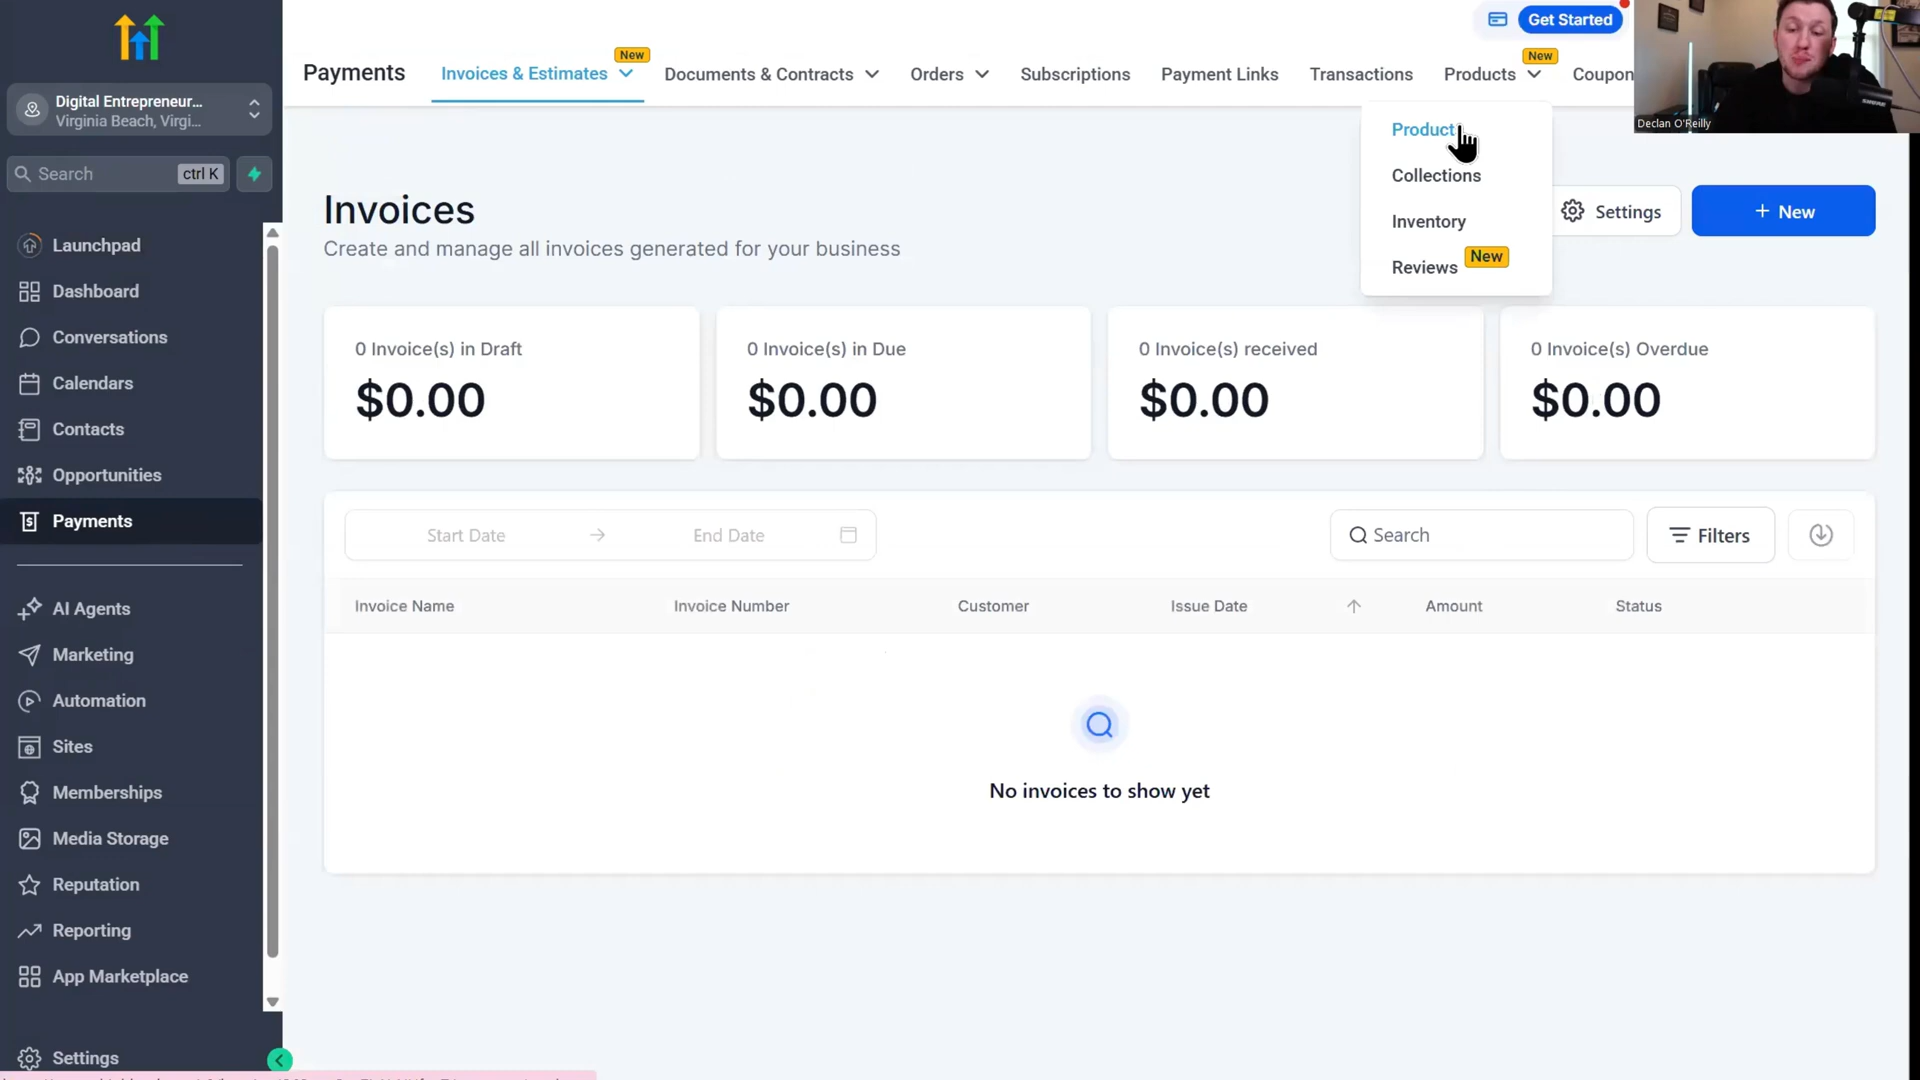 Get Started
Payments
Invoices & Estimates
New
Documents & Contracts
Orders
Subscriptions
Payment Links
Transactions
Products
New
Coupon
Declan O'Reilly
Digital Entrepreneur...
Virginia Beach, Virgi...
Search
ctrl K
Launchpad
Dashboard
Conversations
Calendars
Contacts
Opportunities
Payments
AI Agents
Marketing
Automation
Sites
Memberships
Media Storage
Reputation
Reporting
App Marketplace
Settings
Product
Collections
Inventory
Reviews New
Invoices
Create and manage all invoices generated for your business
Settings
+ New
0 Invoice(s) in Draft
$0.00
0 Invoice(s) in Due
$0.00
0 Invoice(s) received
$0.00
0 Invoice(s) Overdue
$0.00
Start Date
End Date
Search
Filters
Invoice Name
Invoice Number
Customer
Issue Date
Amount
Status
No invoices to show yet